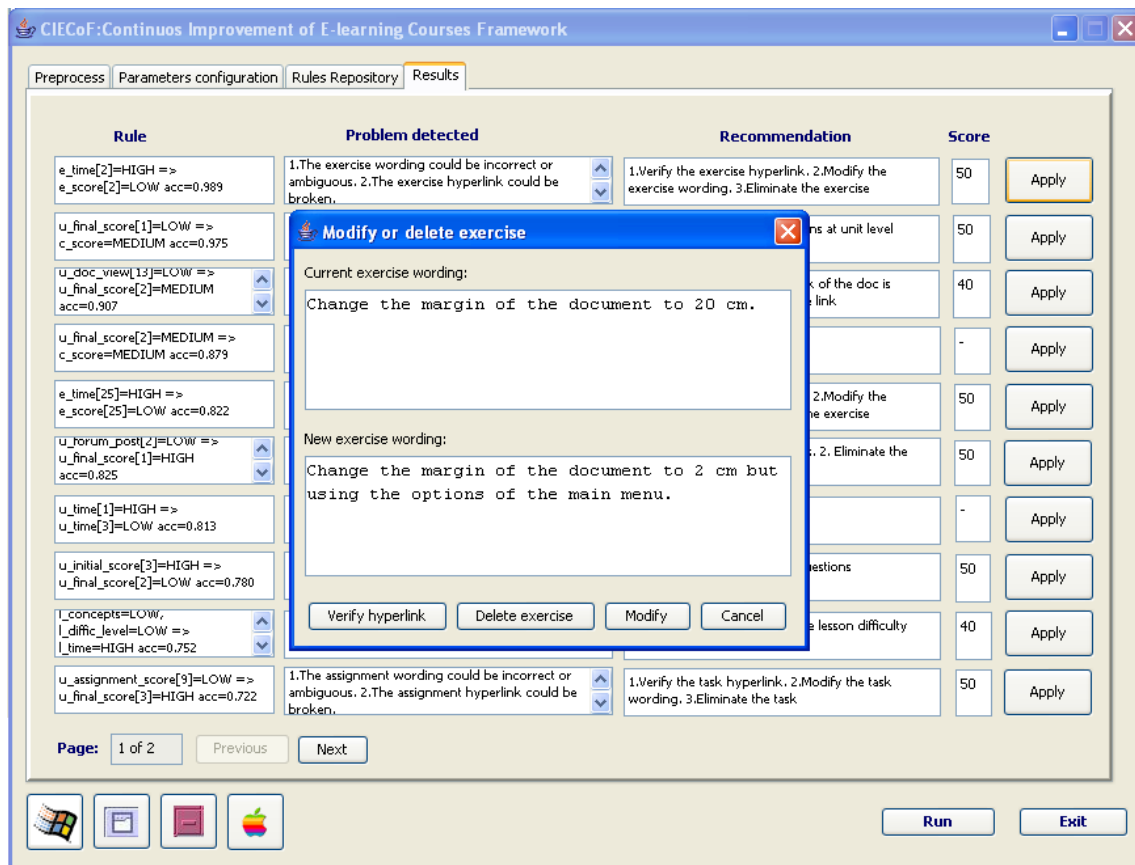 CIECoF:Continuos Improvement of E-learning Courses Framework
Preprocess
Parameters configuration
Rules Repository
Results
Rule
Problem detected
Recommendation
Score
e_time[2]=HIGH =>
e_score[2]=LOW acc=0.989
1.The exercise wording could be incorrect or
ambiguous. 2.The exercise hyperlink could be
broken.
1.Verify the exercise hyperlink. 2.Modify the
exercise wording. 3.Eliminate the exercise
50
Apply
u_final_score[1]=LOW =>
c_score=MEDIUM acc=0.975
ns at unit level
50
Apply
u_doc_view[13]=LOW =>
u_final_score[2]=MEDIUM
acc=0.907
k of the doc is
link
40
Apply
u_final_score[2]=MEDIUM =>
c_score=MEDIUM acc=0.879
-
Apply
e_time[25]=HIGH =>
e_score[25]=LOW acc=0.822
2.Modify the
e exercise
50
Apply
u_forum_post[2]=LOW =>
u_final_score[1]=HIGH
acc=0.825
. 2. Eliminate the
50
Apply
u_time[1]=HIGH =>
u_time[3]=LOW acc=0.813
-
Apply
u_initial_score[3]=HIGH =>
u_final_score[2]=LOW acc=0.780
estions
50
Apply
l_concepts=LOW,
l_diffic_level=LOW =>
l_time=HIGH acc=0.752
e lesson difficulty
40
Apply
u_assignment_score[9]=LOW =>
u_final_score[3]=HIGH acc=0.722
1.The assignment wording could be incorrect or
ambiguous. 2.The assignment hyperlink could be
broken.
1.Verify the task hyperlink. 2.Modify the task
wording. 3.Eliminate the task
50
Apply
Modify or delete exercise
Current exercise wording:
Change the margin of the document to 20 cm.
New exercise wording:
Change the margin of the document to 2 cm but
using the options of the main menu.
Verify hyperlink
Delete exercise
Modify
Cancel
Page:
1 of 2
Previous
Next
Run
Exit